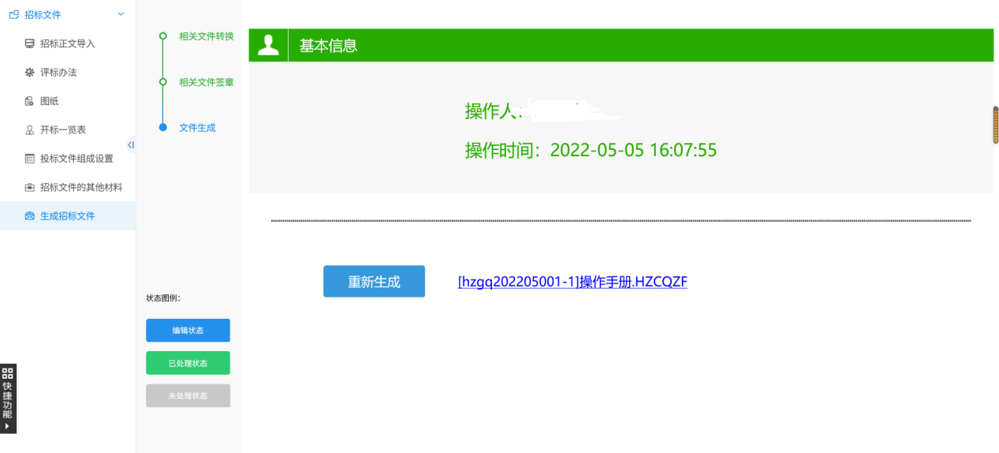 招标文件
招标正文导入
评标办法
图纸
开标一览表
投标文件组成设置
招标文件的其他材料
生成招标文件
快捷功能
相关文件转换
相关文件签章
文件生成
状态图例：
编辑状态
已处理状态
未处理状态
基本信息
操作人：
操作时间：2022-05-05 16:07:55
重新生成 [hzgq202205001-1]操作手册.HZCQZF